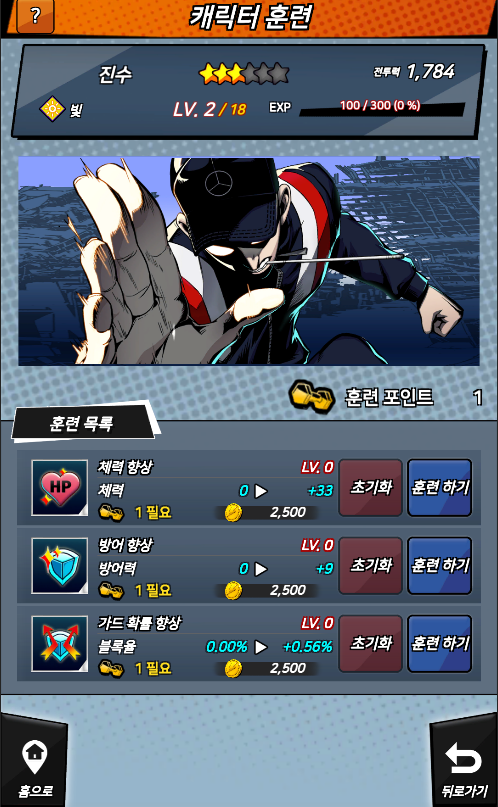 ?
캐릭터 훈련
진수
전투력 1,784
빛
LV. 2 / 18
EXP
100 / 300 (0 %)
훈련 포인트 1
훈련 목록
HP
체력 향상 LV. 0
체력 0 ▶ +33
1 필요 2,500
초기화
훈련 하기
방어 향상 LV. 0
방어력 0 ▶ +9
1 필요 2,500
초기화
훈련 하기
가드 확률 향상 LV. 0
블록율 0.00% ▶ +0.56%
1 필요 2,500
초기화
훈련 하기
홈으로
뒤로가기